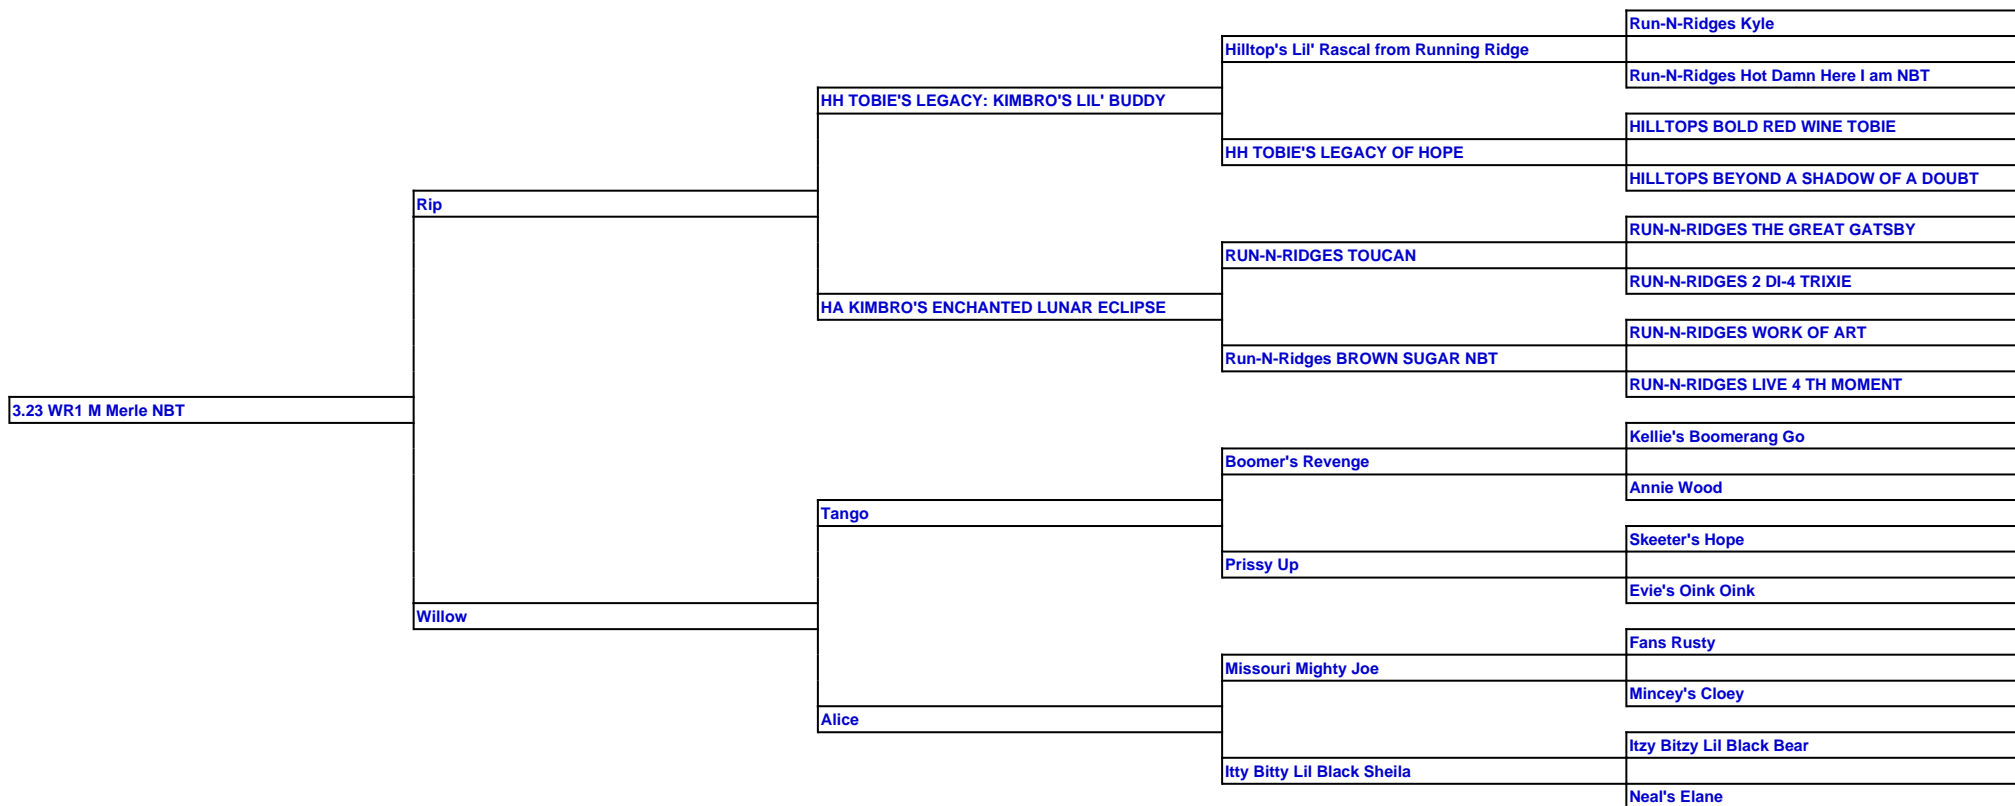 Run-N-Ridges Kyle
Hilltop's Lil' Rascal from Running Ridge
Run-N-Ridges Hot Damn Here I am NBT
HH TOBIE'S LEGACY: KIMBRO'S LIL' BUDDY
HILLTOPS BOLD RED WINE TOBIE
HH TOBIE'S LEGACY OF HOPE
HILLTOPS BEYOND A SHADOW OF A DOUBT
Rip
RUN-N-RIDGES THE GREAT GATSBY
RUN-N-RIDGES TOUCAN
RUN-N-RIDGES 2 DI-4 TRIXIE
HA KIMBRO'S ENCHANTED LUNAR ECLIPSE
RUN-N-RIDGES WORK OF ART
Run-N-Ridges BROWN SUGAR NBT
RUN-N-RIDGES LIVE 4 TH MOMENT
3.23 WR1 M Merle NBT
Kellie's Boomerang Go
Boomer's Revenge
Annie Wood
Tango
Skeeter's Hope
Prissy Up
Evie's Oink Oink
Willow
Fans Rusty
Missouri Mighty Joe
Mincey's Cloey
Alice
Itzy Bitzy Lil Black Bear
Itty Bitty Lil Black Sheila
Neal's Elane